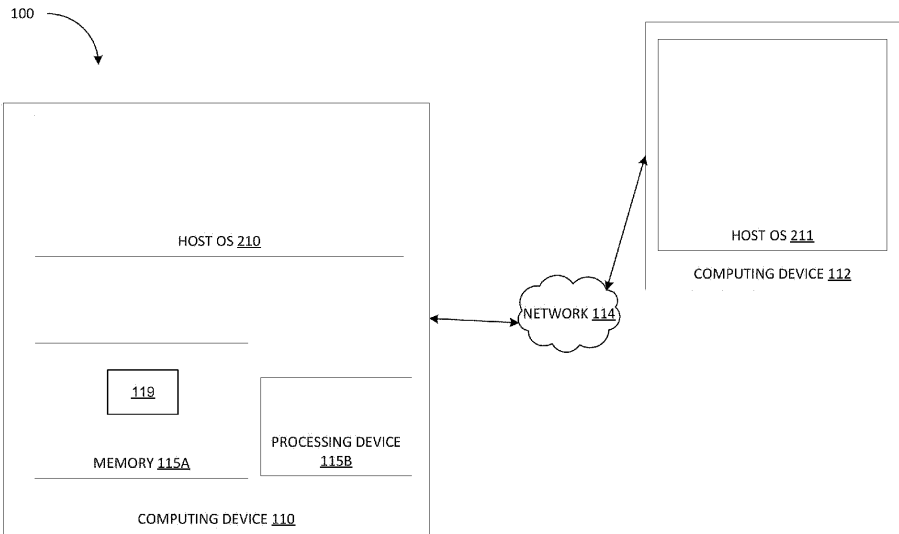 100
HOST OS 210
HOST OS 211
COMPUTING DEVICE 112
NETWORK 114
119
PROCESSING DEVICE
115B
MEMORY 115A
COMPUTING DEVICE 110